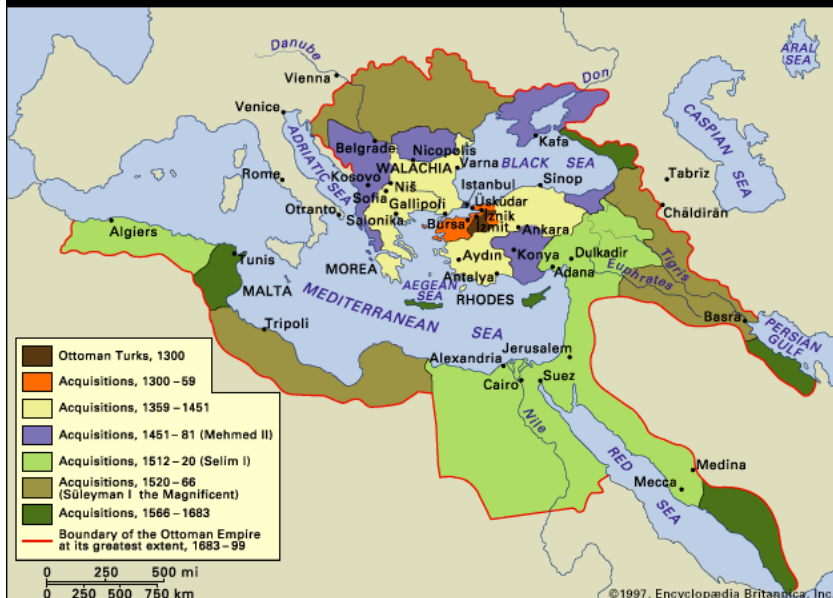 Danube
Vienna
Don
ARAL
SEA
Venice
ADRIATIC SEA
Belgrade
Nicopolis
Kafa
CASPIAN
SEA
WALACHIA
Varna
BLACK SEA
Rome
Kosovo
Niš
Istanbul
Sinop
Tabrīz
Sofia
Üsküdar
Otranto
Gallipoli
İznik
Chāldirān
Salonika
Bursa
İzmit
Ankara
Algiers
Tunis
Aydın
Konya
Dulkadir
Tigris
MOREA
Antalya
Adana
Euphrates
MALTA
AEGEAN
SEA
RHODES
MEDITERRANEAN SEA
Basra
PERSIAN
GULF
Tripoli
Alexandria
Jerusalem
Cairo
Suez
Nile
RED
SEA
Medina
Mecca
Ottoman Turks, 1300
Acquisitions, 1300–59
Acquisitions, 1359–1451
Acquisitions, 1451–81 (Mehmed II)
Acquisitions, 1512–20 (Selim I)
Acquisitions, 1520–66
(Süleyman I the Magnificent)
Acquisitions, 1566–1683
Boundary of the Ottoman Empire
at its greatest extent, 1683–99
0 250 500 mi
0 250 500 750 km
©1997, Encyclopædia Britannica, Inc